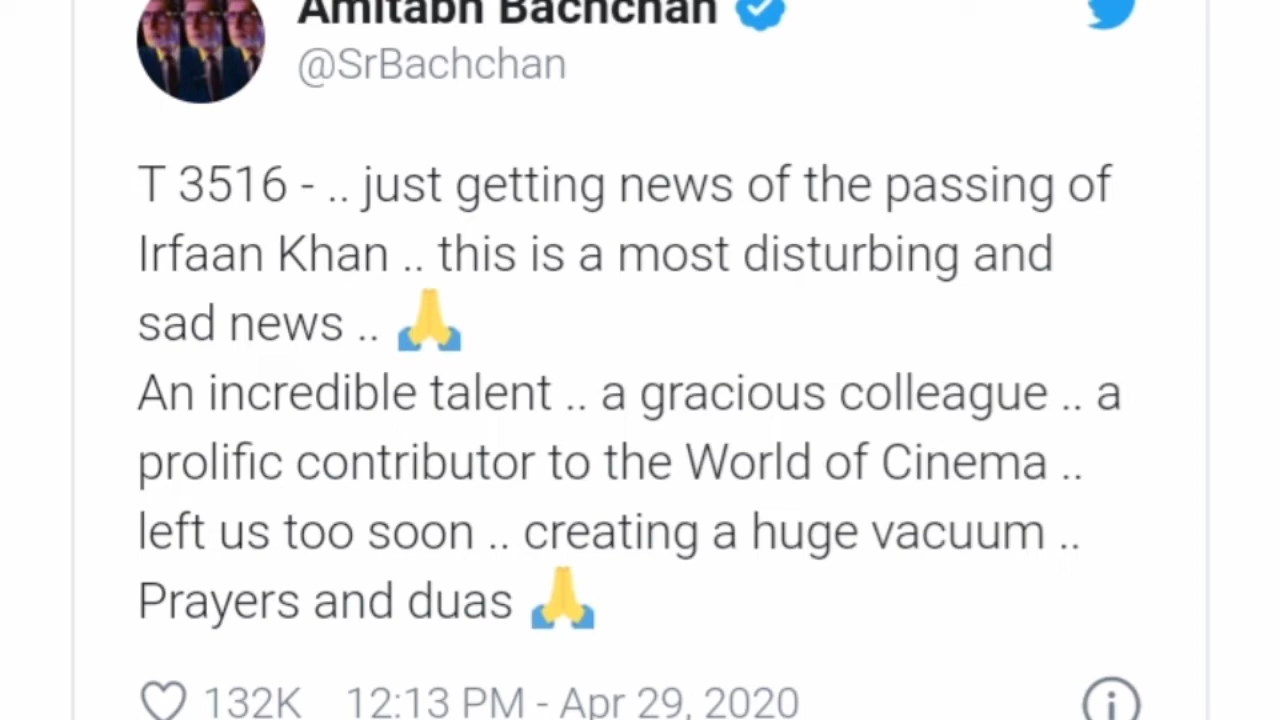 Amitabh Bachchan
@SrBachchan
T 3516 - .. just getting news of the passing of
Irfaan Khan .. this is a most disturbing and
sad news .. 🙏
An incredible talent .. a gracious colleague .. a
prolific contributor to the World of Cinema ..
left us too soon .. creating a huge vacuum ..
Prayers and duas 🙏
132K 12:13 PM - Apr 29, 2020